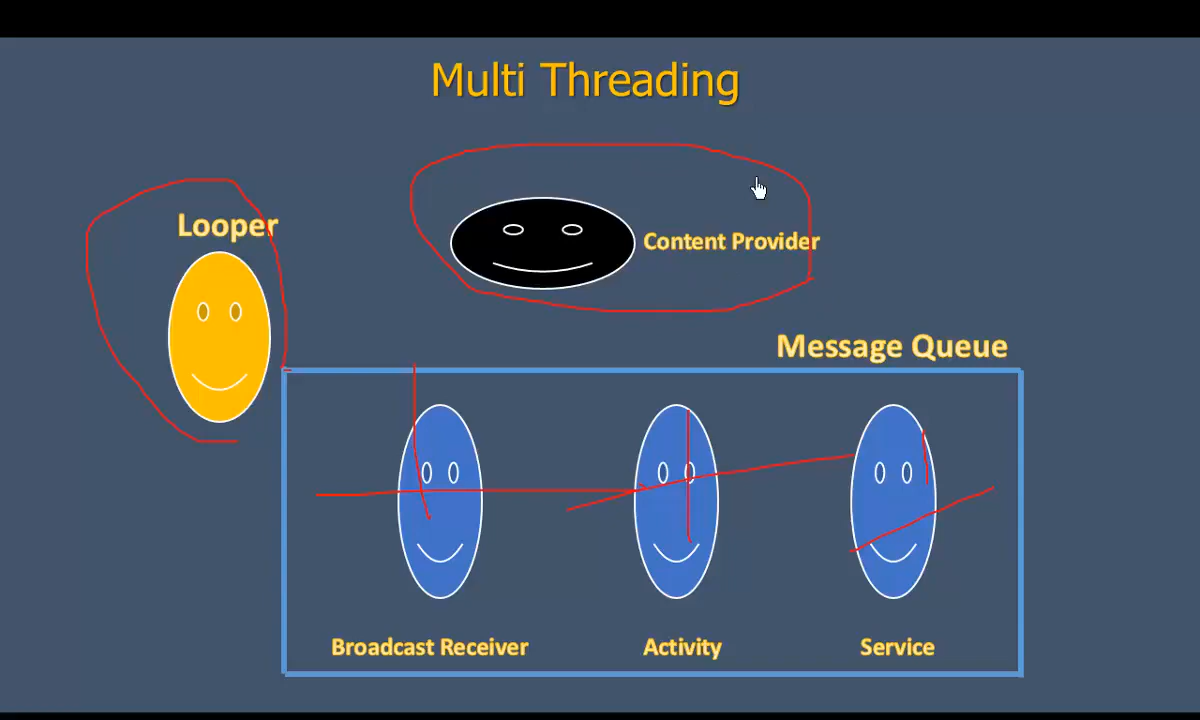 Multi Threading
Looper
Content Provider
Message Queue
Broadcast Receiver
Activity
Service